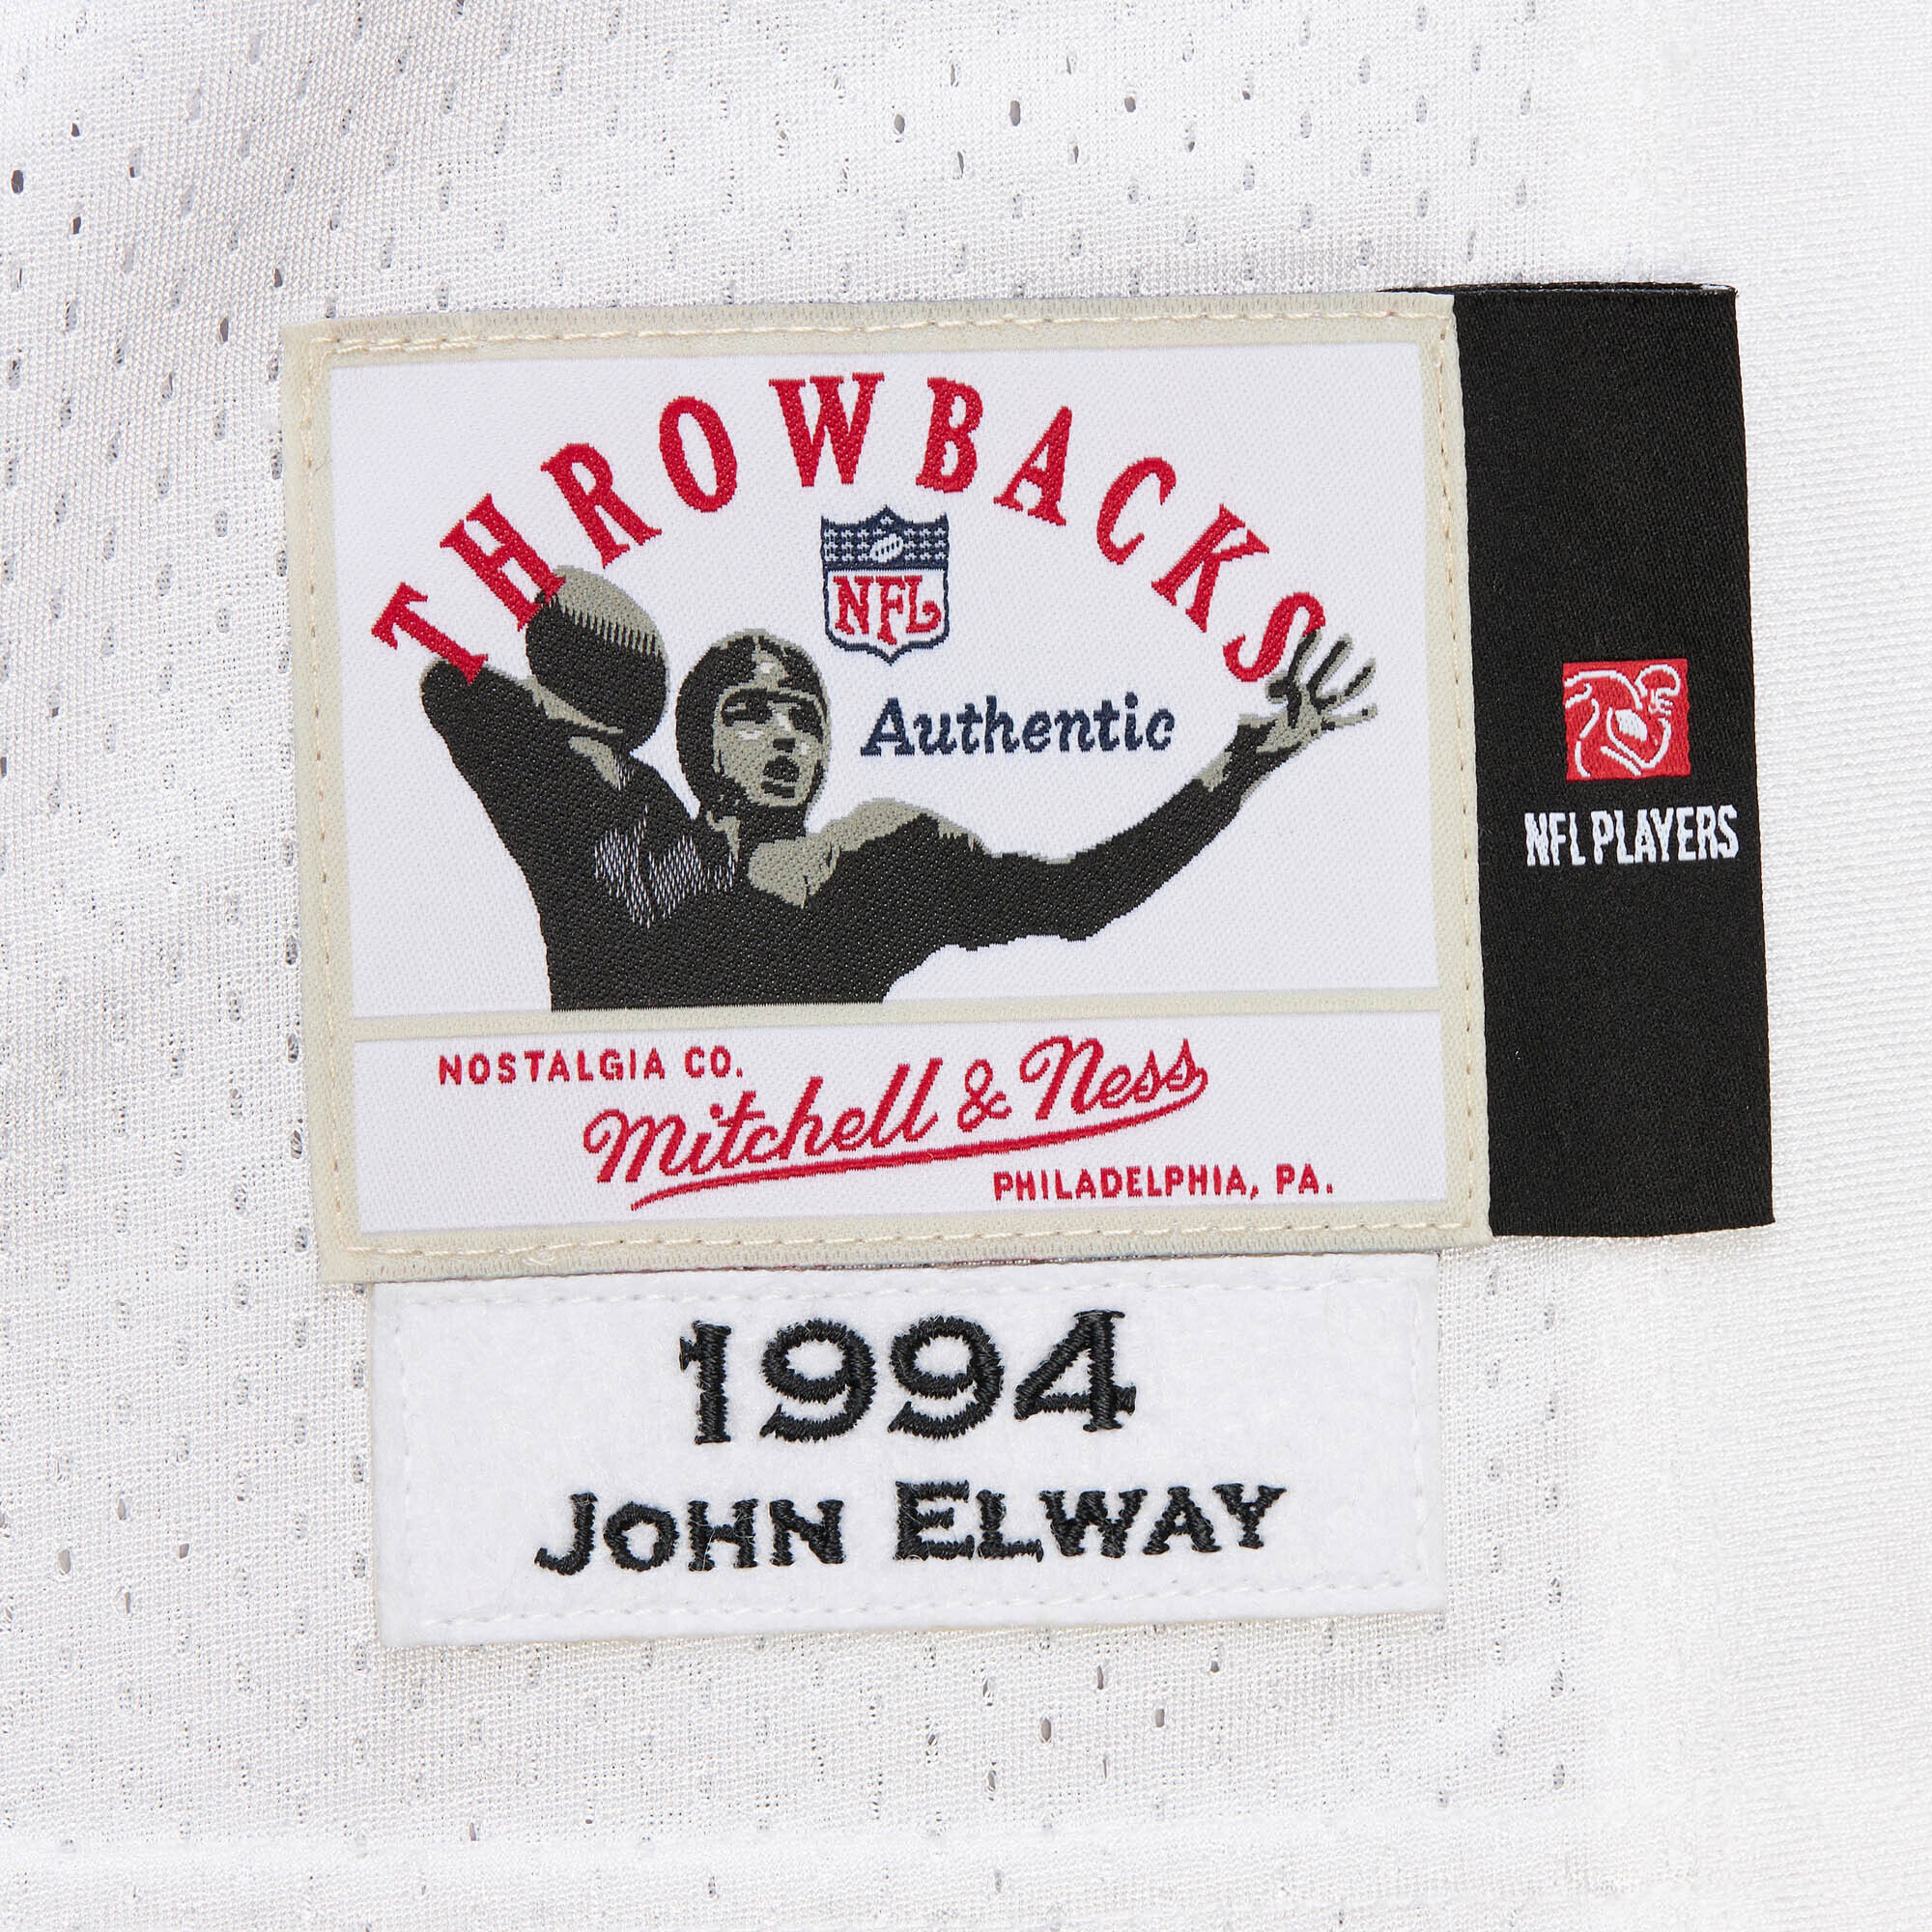 THROWBACKS
NFL
Authentic
NFL PLAYERS
NOSTALGIA CO.
Mitchell & Ness
PHILADELPHIA, PA.
1994
JOHN ELWAY